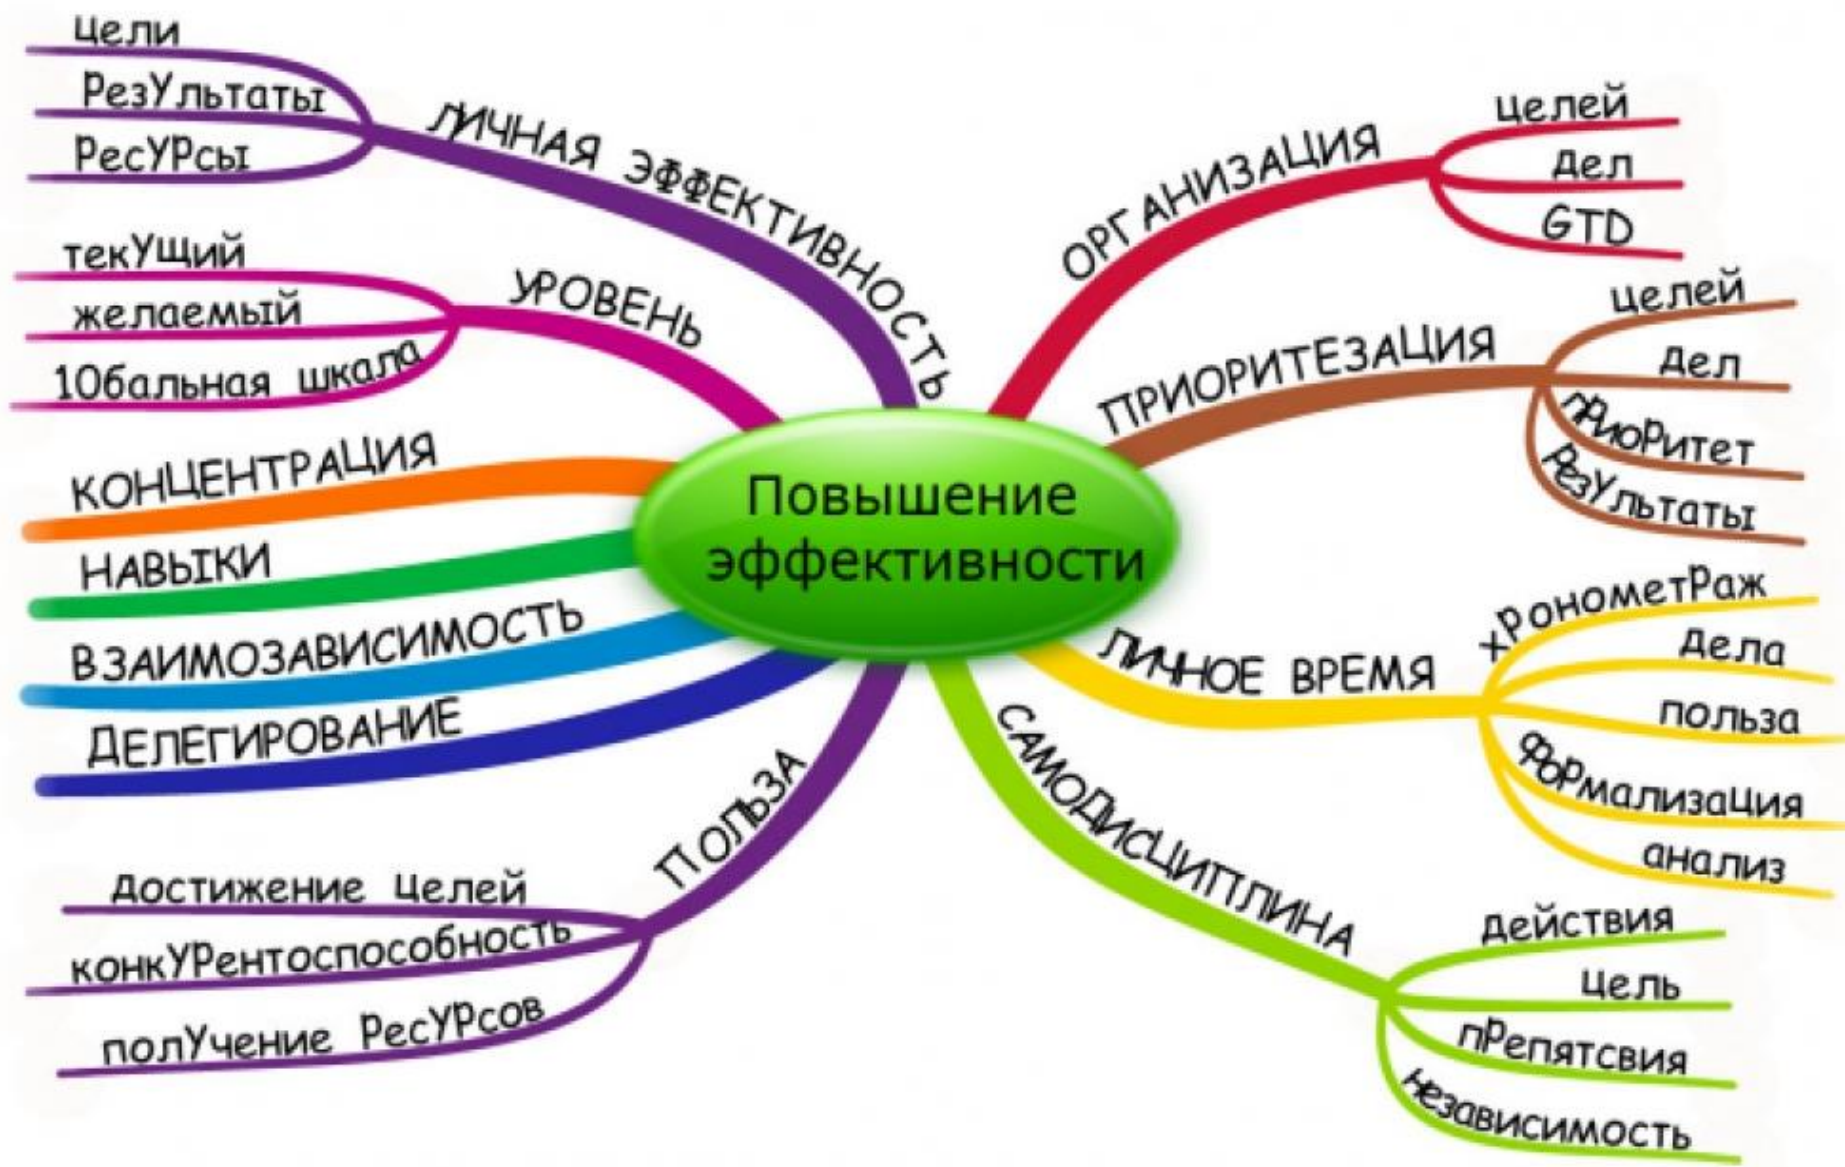 Повышение
эффективности
ОРГАНИЗАЦИЯ
целей
дел
GTD
ПРИОРИТЕЗАЦИЯ
целей
дел
приоритет
результаты
ЛИЧНОЕ ВРЕМЯ
хронометраж
дела
польза
формализация
анализ
САМОДИСЦИПЛИНА
действия
цель
препятсвия
независимость
ЛИЧНАЯ ЭФФЕКТИВНОСТЬ
цели
результаты
ресурсы
УРОВЕНЬ
текущий
желаемый
10бальная шкала
КОНЦЕНТРАЦИЯ
НАВЫКИ
ВЗАИМОЗАВИСИМОСТЬ
ДЕЛЕГИРОВАНИЕ
ПОЛЬЗА
достижение целей
конкурентоспособность
получение ресурсов